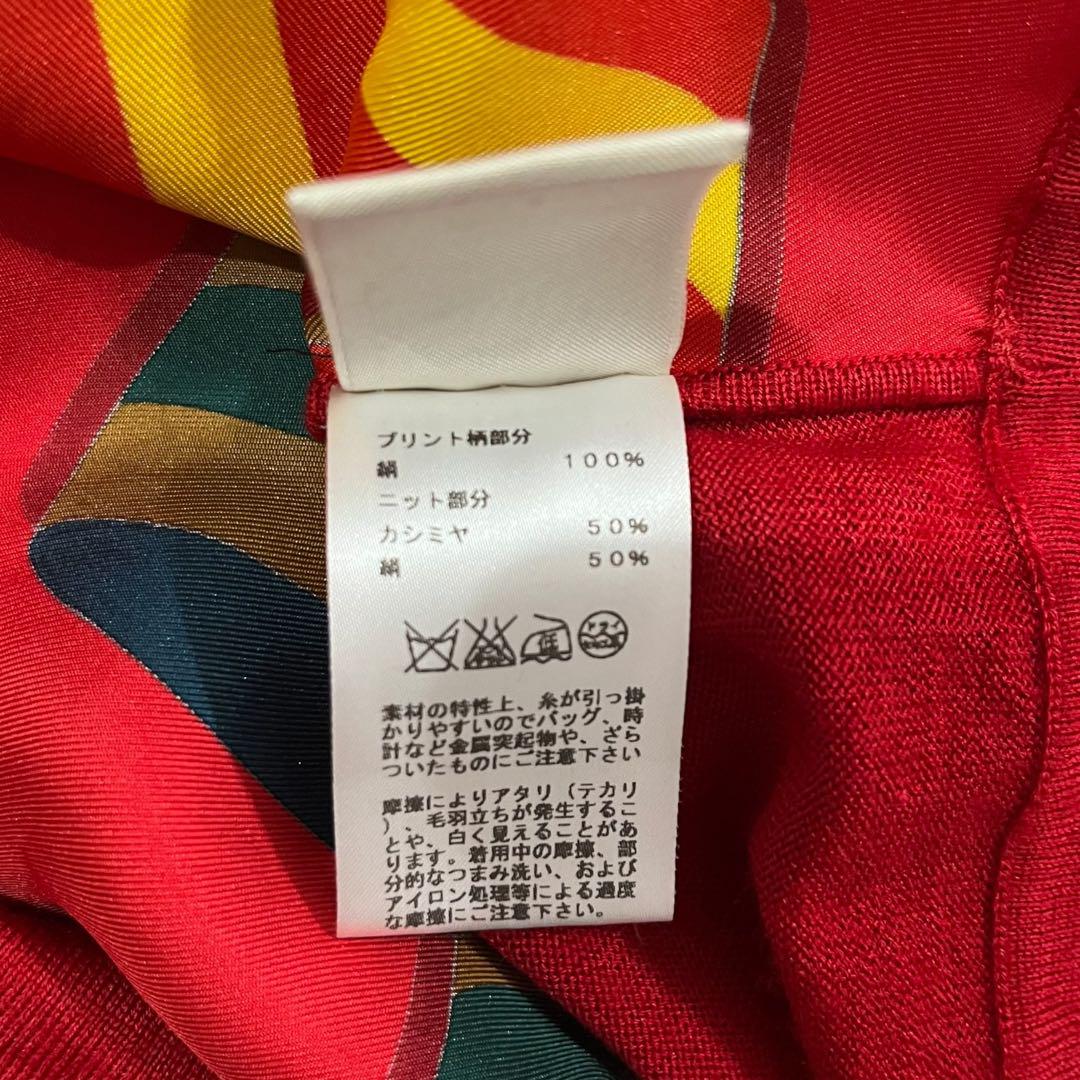 プリント柄部分
絹 100%
ニット部分
カシミヤ 50%
絹 50%
低 ドライ
素材の特性上、糸が引っ掛
かりやすいのでバッグ、時
計など金属突起物や、ざら
ついたものにご注意下さい
摩擦によりアタリ（テカリ
）、毛羽立ちが発生するこ
とや、白く見えることがあ
ります。着用中の摩擦、部
分的なつまみ洗い、および
アイロン処理等による過度
な摩擦にご注意下さい。